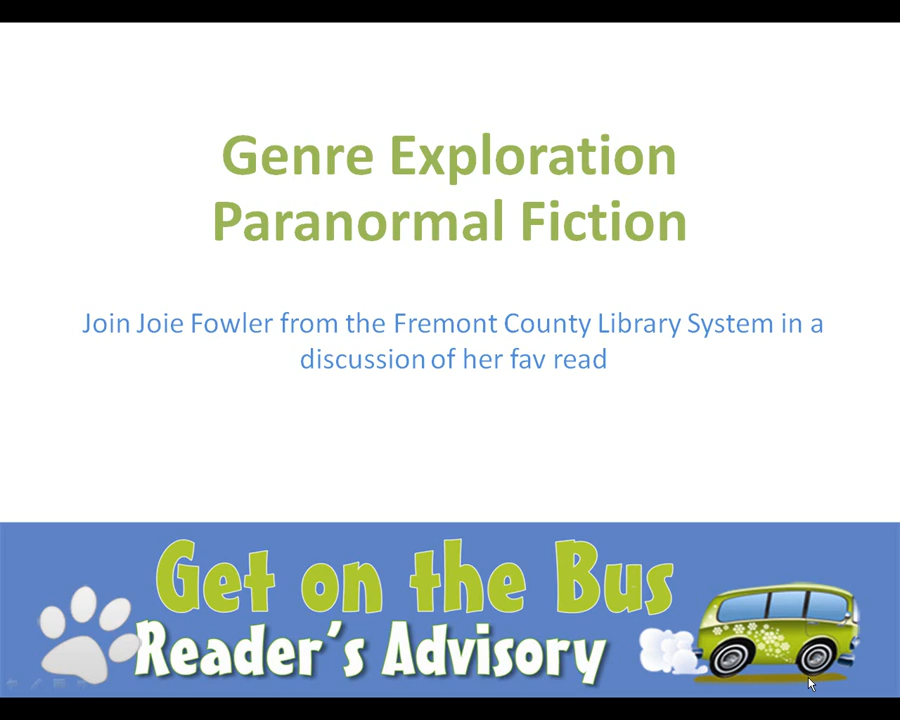 Genre Exploration
Paranormal Fiction
Join Joie Fowler from the Fremont County Library System in a
discussion of her fav read
Get on the Bus
Reader's Advisory